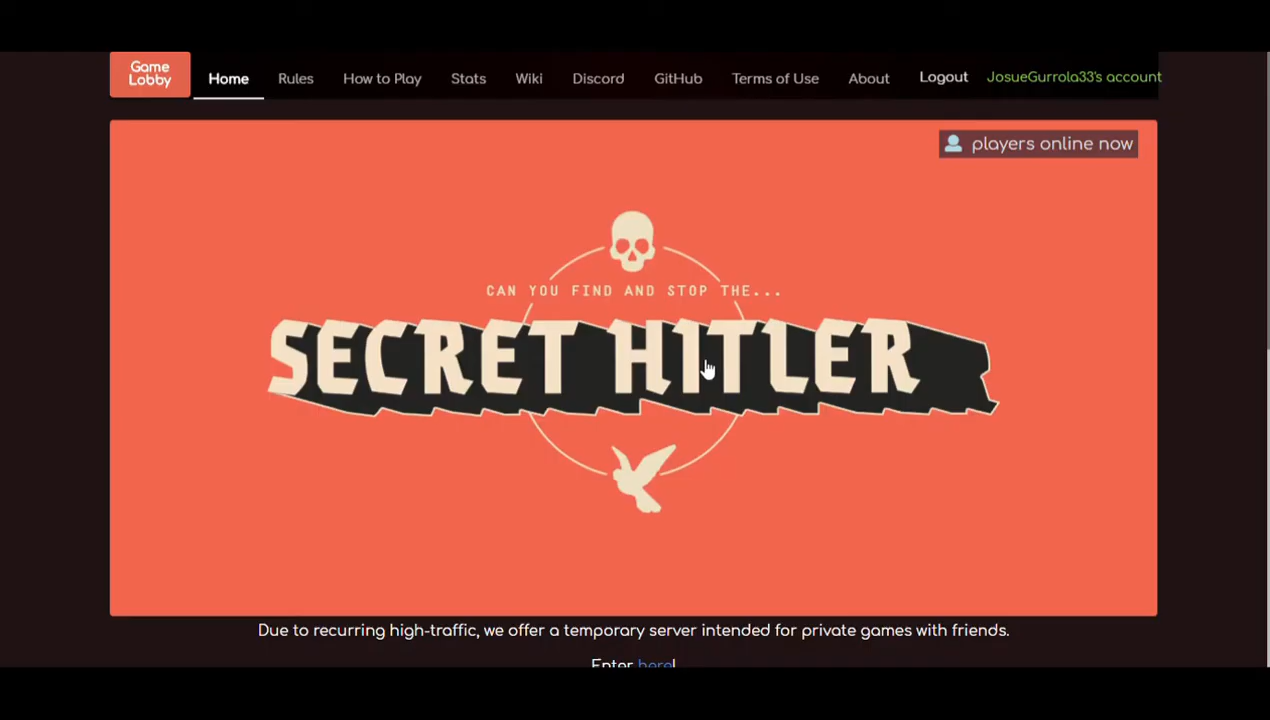 Game Lobby
Home
Rules
How to Play
Stats
Wiki
Discord
GitHub
Terms of Use
About
Logout
JosueGurrola33's account
players online now
CAN YOU FIND AND STOP THE...
SECRET HITLER
Due to recurring high-traffic, we offer a temporary server intended for private games with friends.
Enter here!